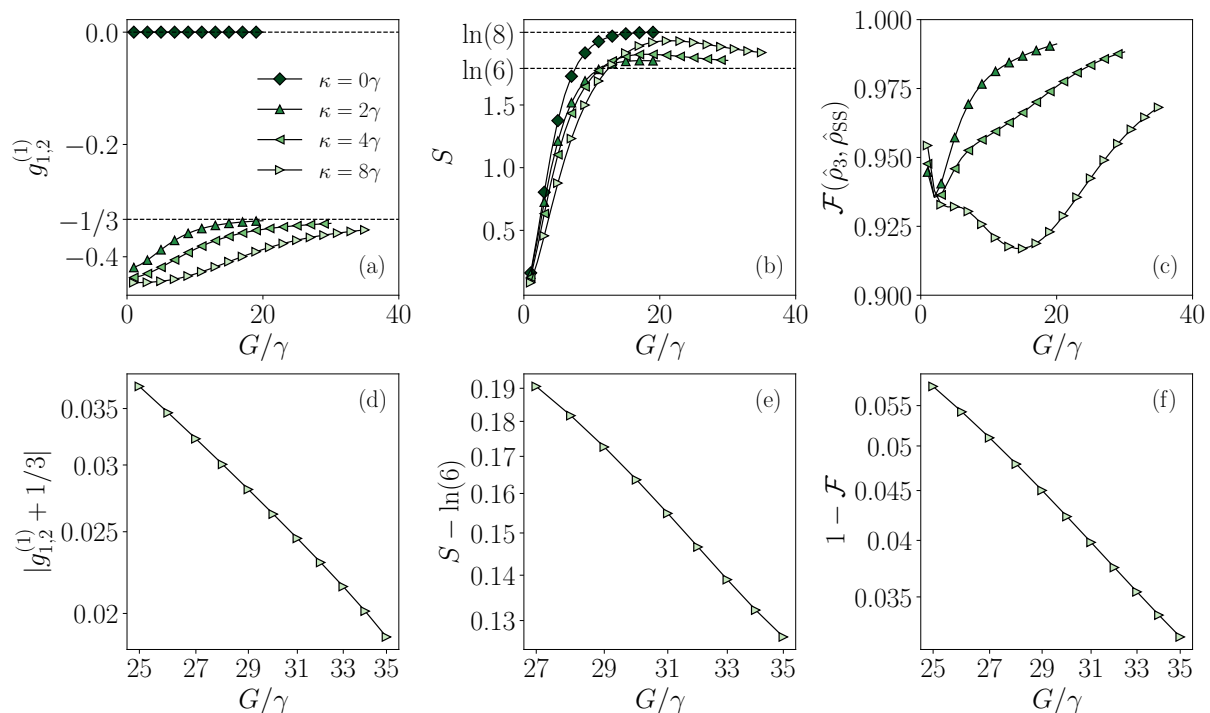 0.0
−0.2
−1/3
−0.4
g_{1,2}^{(1)}
κ = 0γ
κ = 2γ
κ = 4γ
κ = 8γ
(a)
0
20
40
G/γ
ln(8)
ln(6)
1.5
1.0
0.5
S
(b)
0
20
40
G/γ
1.000
0.975
0.950
0.925
0.900
𝓕(ρ̂₃, ρ̂_SS)
(c)
0
20
40
G/γ
0.035
0.03
0.025
0.02
|g_{1,2}^{(1)} + 1/3|
(d)
25
27
29
31
33
35
G/γ
0.19
0.18
0.17
0.16
0.15
0.14
0.13
S − ln(6)
(e)
27
29
31
33
35
G/γ
0.055
0.05
0.045
0.04
0.035
1 − 𝓕
(f)
25
27
29
31
33
35
G/γ